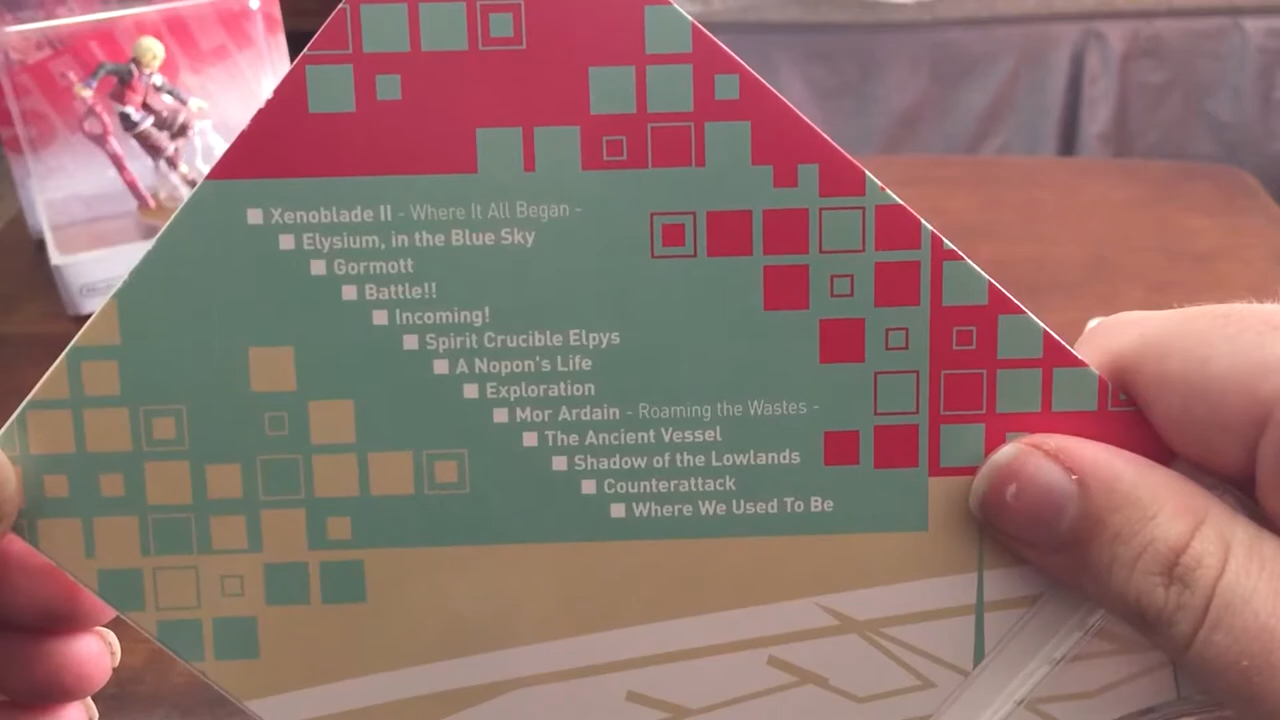 Xenoblade II - Where It All Began -
Elysium, in the Blue Sky
Gormott
Battle!!
Incoming!
Spirit Crucible Elpys
A Nopon's Life
Exploration
Mor Ardain - Roaming the Wastes -
The Ancient Vessel
Shadow of the Lowlands
Counterattack
Where We Used To Be